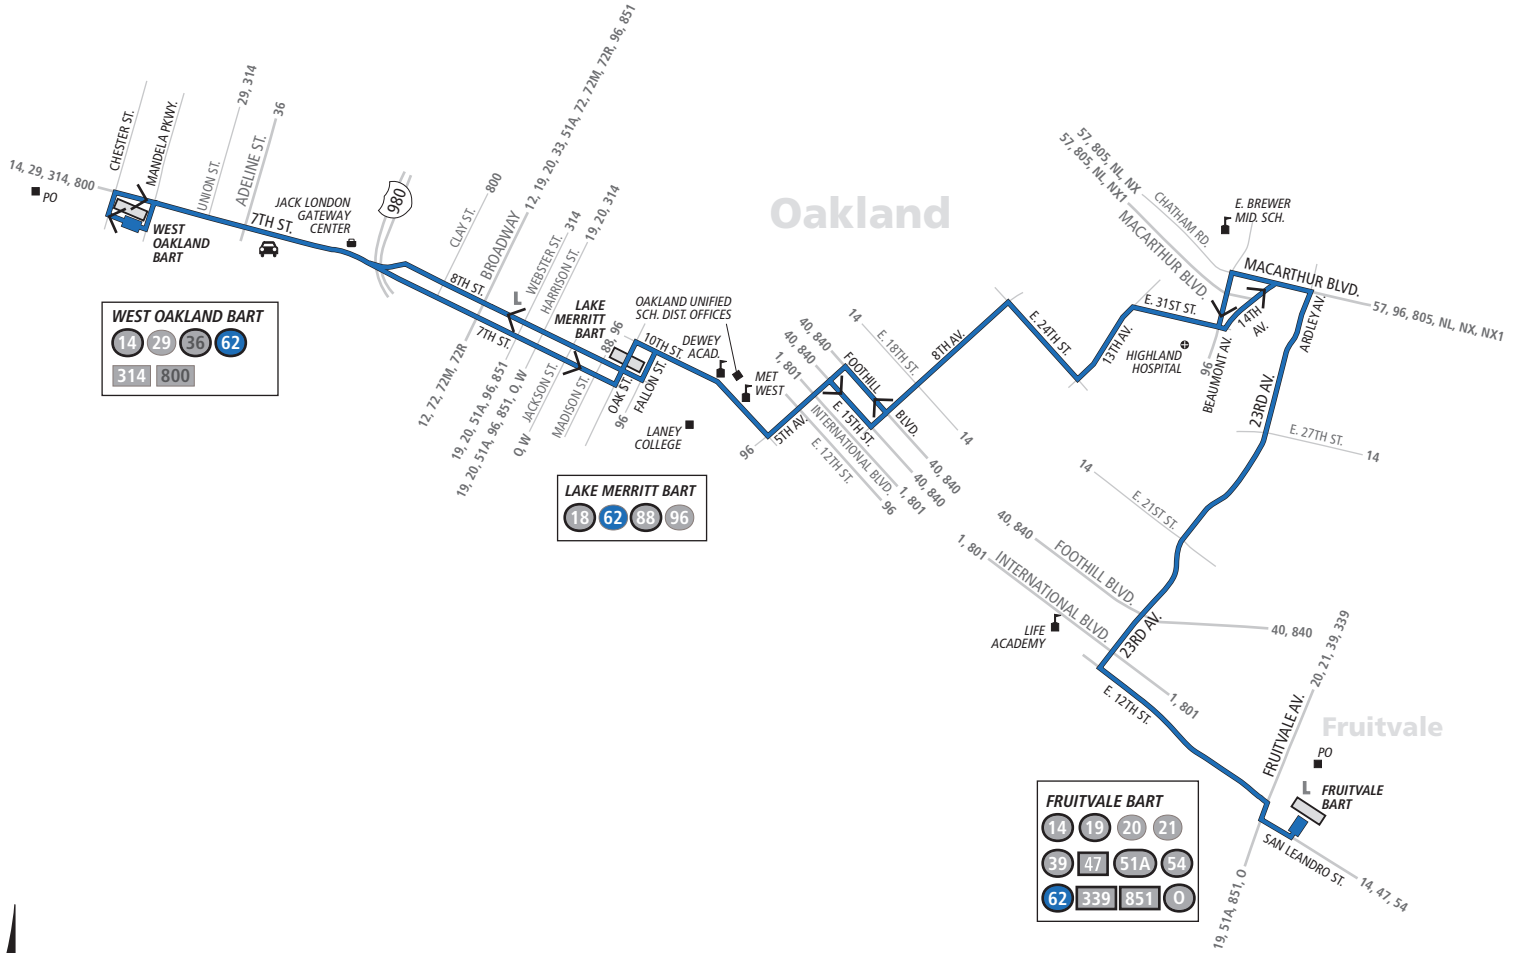 14, 29, 314, 800
PO
CHESTER ST.
MANDELA PKWY.
UNION ST.
29, 314
ADELINE ST.
36
7TH ST.
WEST
OAKLAND
BART
JACK LONDON
GATEWAY
CENTER
980
CLAY ST.
800
8TH ST.
BROADWAY
12, 19, 20, 33, 51A, 72, 72M, 72R, 96, 851
WEBSTER ST.
314
HARRISON ST.
19, 20, 314
L
LAKE
MERRITT
BART
7TH ST.
12, 72, 72M, 72R
19, 20, 51A, 96, 851
19, 20, 51A, 96, 851, O, W
O, W
JACKSON ST.
MADISON ST.
88, 96
OAK ST.
96
FALLON ST.
10TH ST.
OAKLAND UNIFIED
SCH. DIST. OFFICES
DEWEY
ACAD.
MET
WEST
LANEY
COLLEGE
96
5TH AV.
1, 801
40, 840
40, 840
FOOTHILL
BLVD.
E. 15TH ST.
INTERNATIONAL BLVD.
E. 12TH ST.
96
1, 801
40, 840
40, 840
14
E. 18TH ST.
14
8TH AV.
Oakland
E. 24TH ST.
13TH AV.
E. 31ST ST.
HIGHLAND
HOSPITAL
57, 805, NL, NX
57, 805, NL, NX1
CHATHAM RD.
MACARTHUR BLVD.
E. BREWER
MID. SCH.
MACARTHUR BLVD.
57, 96, 805, NL, NX, NX1
14TH
AV.
96
BEAUMONT AV.
ARDLEY AV.
23RD AV.
E. 27TH ST.
14
14
E. 21ST ST.
40, 840
FOOTHILL BLVD.
40, 840
1, 801
INTERNATIONAL BLVD.
1, 801
LIFE
ACADEMY
23RD AV.
E. 12TH ST.
20, 21, 39, 339
FRUITVALE AV.
Fruitvale
PO
L
FRUITVALE
BART
SAN LEANDRO ST.
14, 47, 54
19, 51A, 851, O
WEST OAKLAND BART
14 29 36 62
314 800
LAKE MERRITT BART
18 62 88 96
FRUITVALE BART
14 19 20 21
39 47 51A 54
62 339 851 O